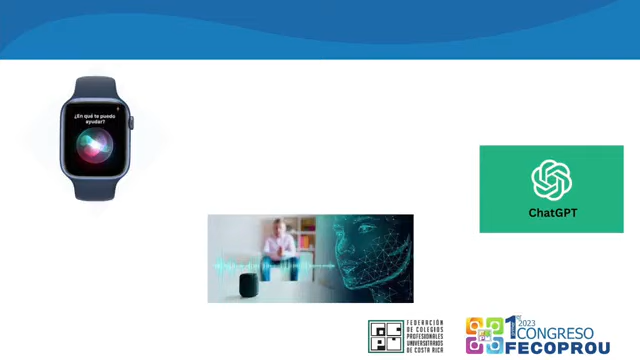 ¿En qué te puedo
ayudar?
ChatGPT
FEDERACIÓN
DE COLEGIOS
PROFESIONALES
UNIVERSITARIOS
DE COSTA RICA
2023
CONGRESO
FECOPROU